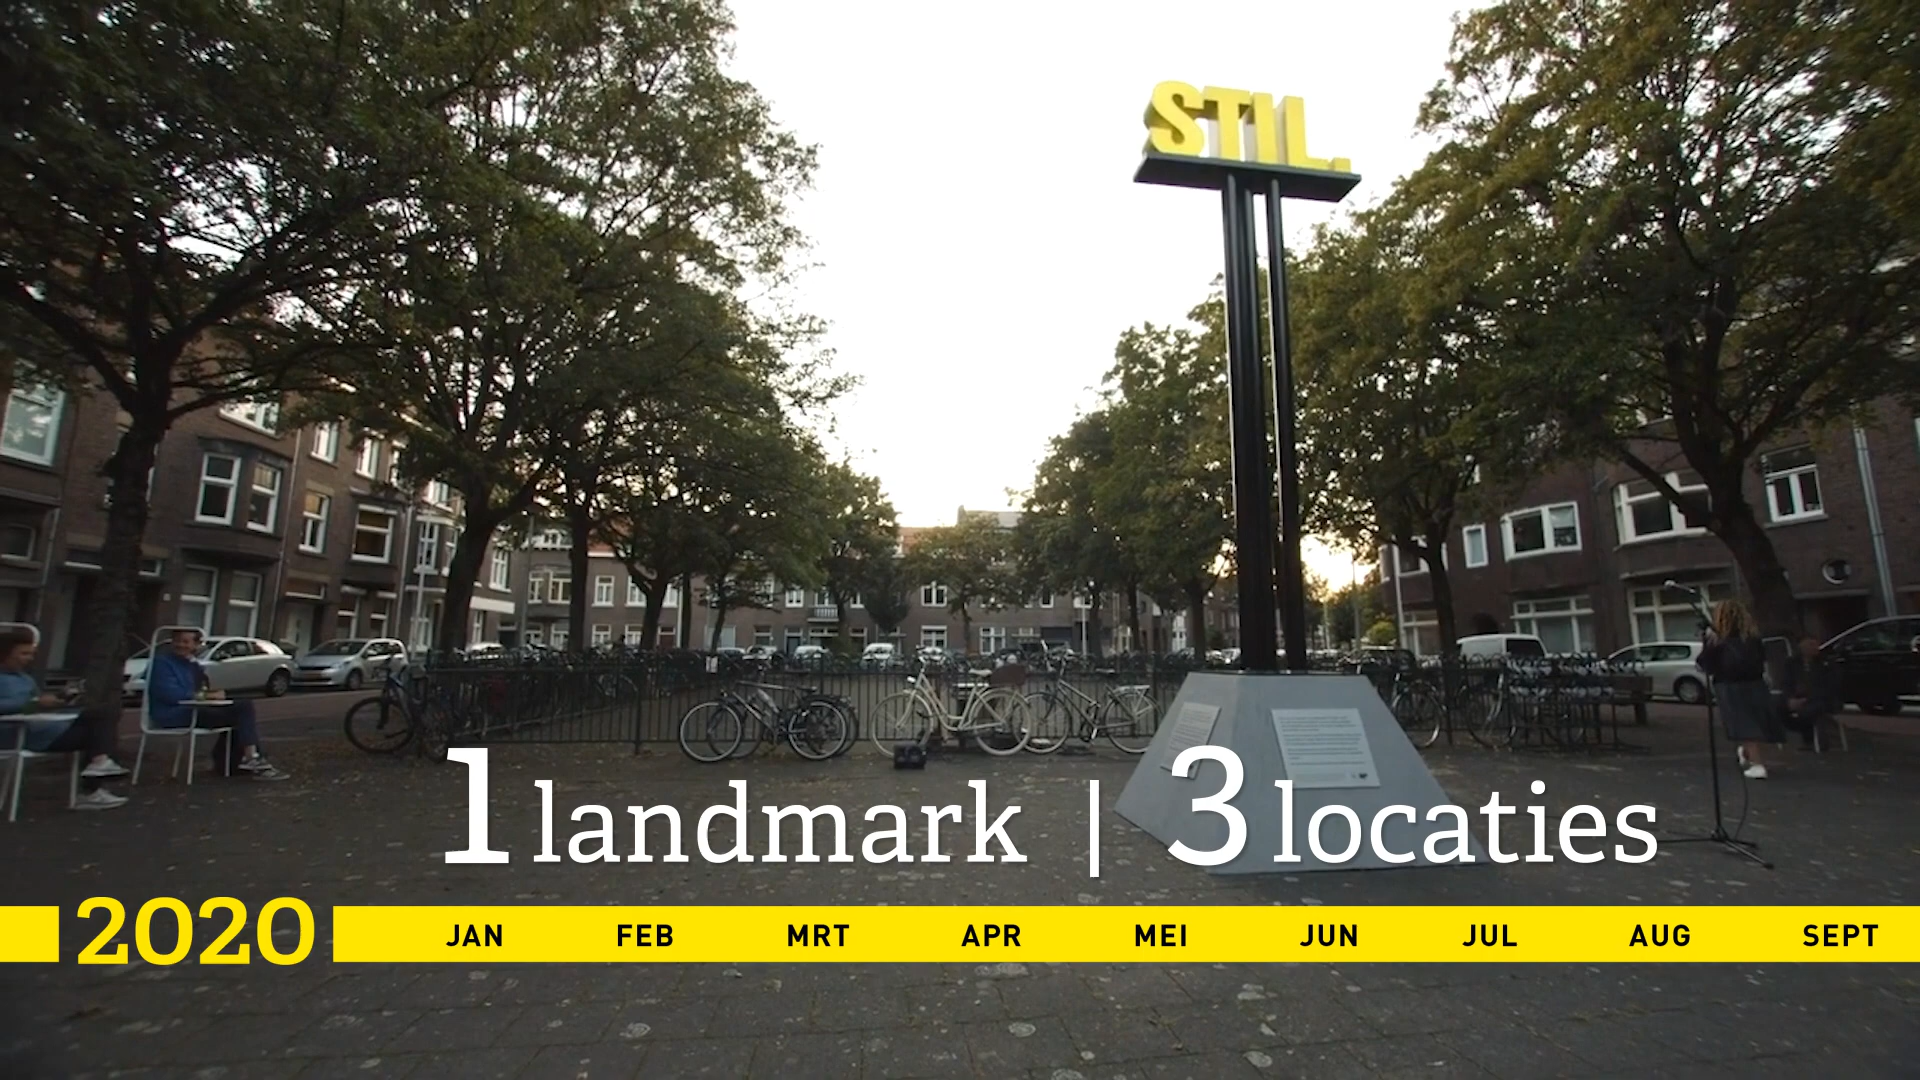 STIL.
1 landmark | 3 locaties
2020 JAN FEB MRT APR MEI JUN JUL AUG SEPT